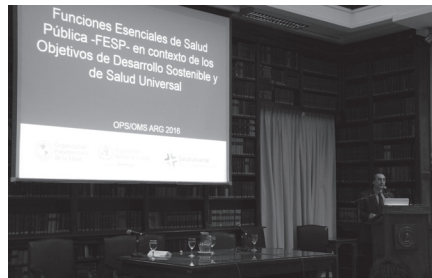 Funciones Esenciales de Salud
Pública -FESP- en contexto de los
Objetivos de Desarrollo Sostenible y
de Salud Universal
OPS/OMS ARG 2016